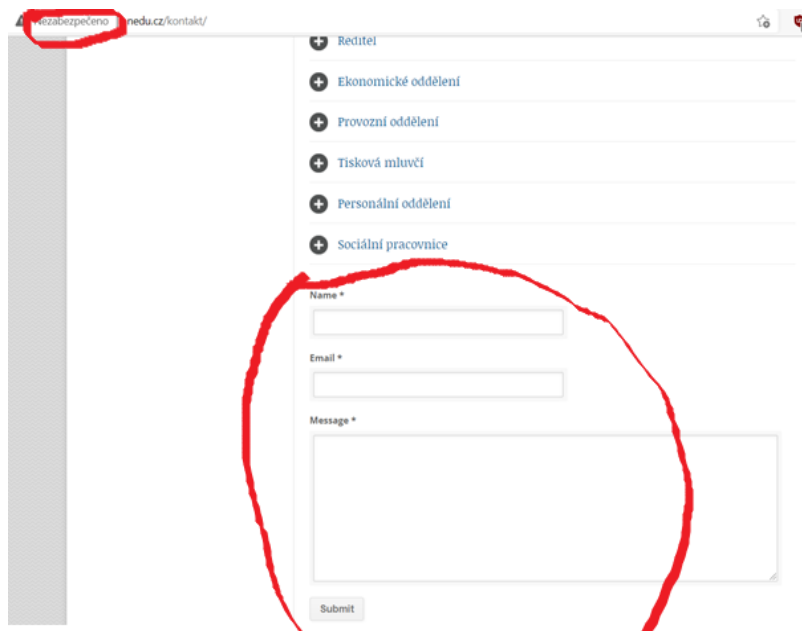 Nezabezpečeno nedu.cz/kontakt/
Ředitel
Ekonomické oddělení
Provozní oddělení
Tisková mluvčí
Personální oddělení
Sociální pracovnice
Name *
Email *
Message *
Submit